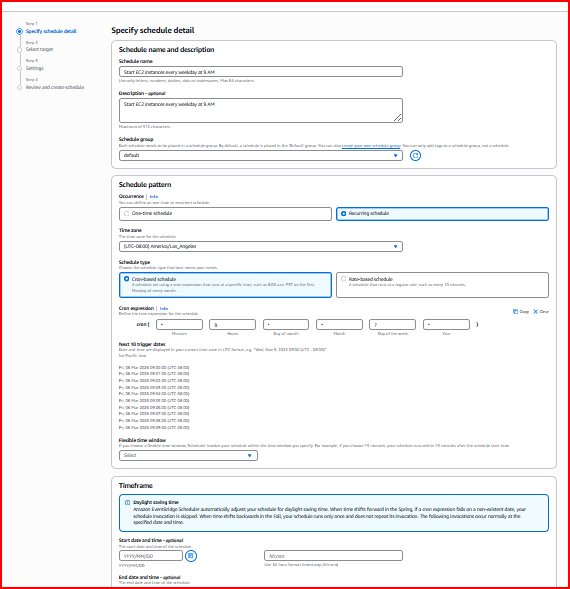 Step 1
Specify schedule detail
Step 2
Select target
Step 3
Settings
Step 4
Review and create schedule
Specify schedule detail
Schedule name and description
Schedule name
Start EC2 instances every weekday at 9 AM
Use only letters, numbers, dashes, dots or underscores. Max 64 characters.
Description - optional
Start EC2 instances every weekday at 9 AM
Maximum of 512 characters.
Schedule group
Each schedule needs to be placed in a schedule group. By default, a schedule is placed in the 'Default' group. You can also create your own schedule group. You can only add tags to a schedule group, not a schedule.
default
Schedule pattern
Occurrence | Info
You can define an one-time or recurrent schedule.
One-time schedule
Recurring schedule
Time zone
The time zone for the schedule.
(UTC-08:00) America/Los_Angeles
Schedule type
Choose the schedule type that best meets your needs.
Cron-based schedule
A schedule set using a cron expression that runs at a specific time, such as 8:00 a.m. PST on the first
Monday of every month.
Rate-based schedule
A schedule that runs at a regular rate, such as every 10 minutes.
Cron expression | Info
Define the cron expression for the schedule
Copy Clear
cron ( * 9 * * ? * )
Minutes Hours Day of month Month Day of the week Year
Next 10 trigger dates
Date and time are displayed in your current time zone in UTC format, e.g. "Wed, Nov 9, 2022 09:00 (UTC - 08:00)"
for Pacific time
Fri, 06 Mar 2026 09:00:00 (UTC-08:00)
Fri, 06 Mar 2026 09:01:00 (UTC-08:00)
Fri, 06 Mar 2026 09:02:00 (UTC-08:00)
Fri, 06 Mar 2026 09:03:00 (UTC-08:00)
Fri, 06 Mar 2026 09:04:00 (UTC-08:00)
Fri, 06 Mar 2026 09:05:00 (UTC-08:00)
Fri, 06 Mar 2026 09:06:00 (UTC-08:00)
Fri, 06 Mar 2026 09:07:00 (UTC-08:00)
Fri, 06 Mar 2026 09:08:00 (UTC-08:00)
Fri, 06 Mar 2026 09:09:00 (UTC-08:00)
Flexible time window
If you choose a flexible time window, Scheduler invokes your schedule within the time window you specify. For example, if you choose 15 minutes, your schedule runs within 15 minutes after the schedule start time.
Select
Timeframe
Daylight saving time
Amazon EventBridge Scheduler automatically adjusts your schedule for daylight saving time. When time shifts forward in the Spring, if a cron expression falls on a non-existent date, your
schedule invocation is skipped. When time shifts backwards in the Fall, your schedule runs only once and does not repeat its invocation. The following invocations occur normally at the
specified date and time.
Start date and time - optional
The start date and time of the schedule.
YYYY/MM/DD
hh:mm
YYYY/MM/DD
Use 24-hour format timestamp (hh:mm)
End date and time - optional
The end date and time of the schedule.